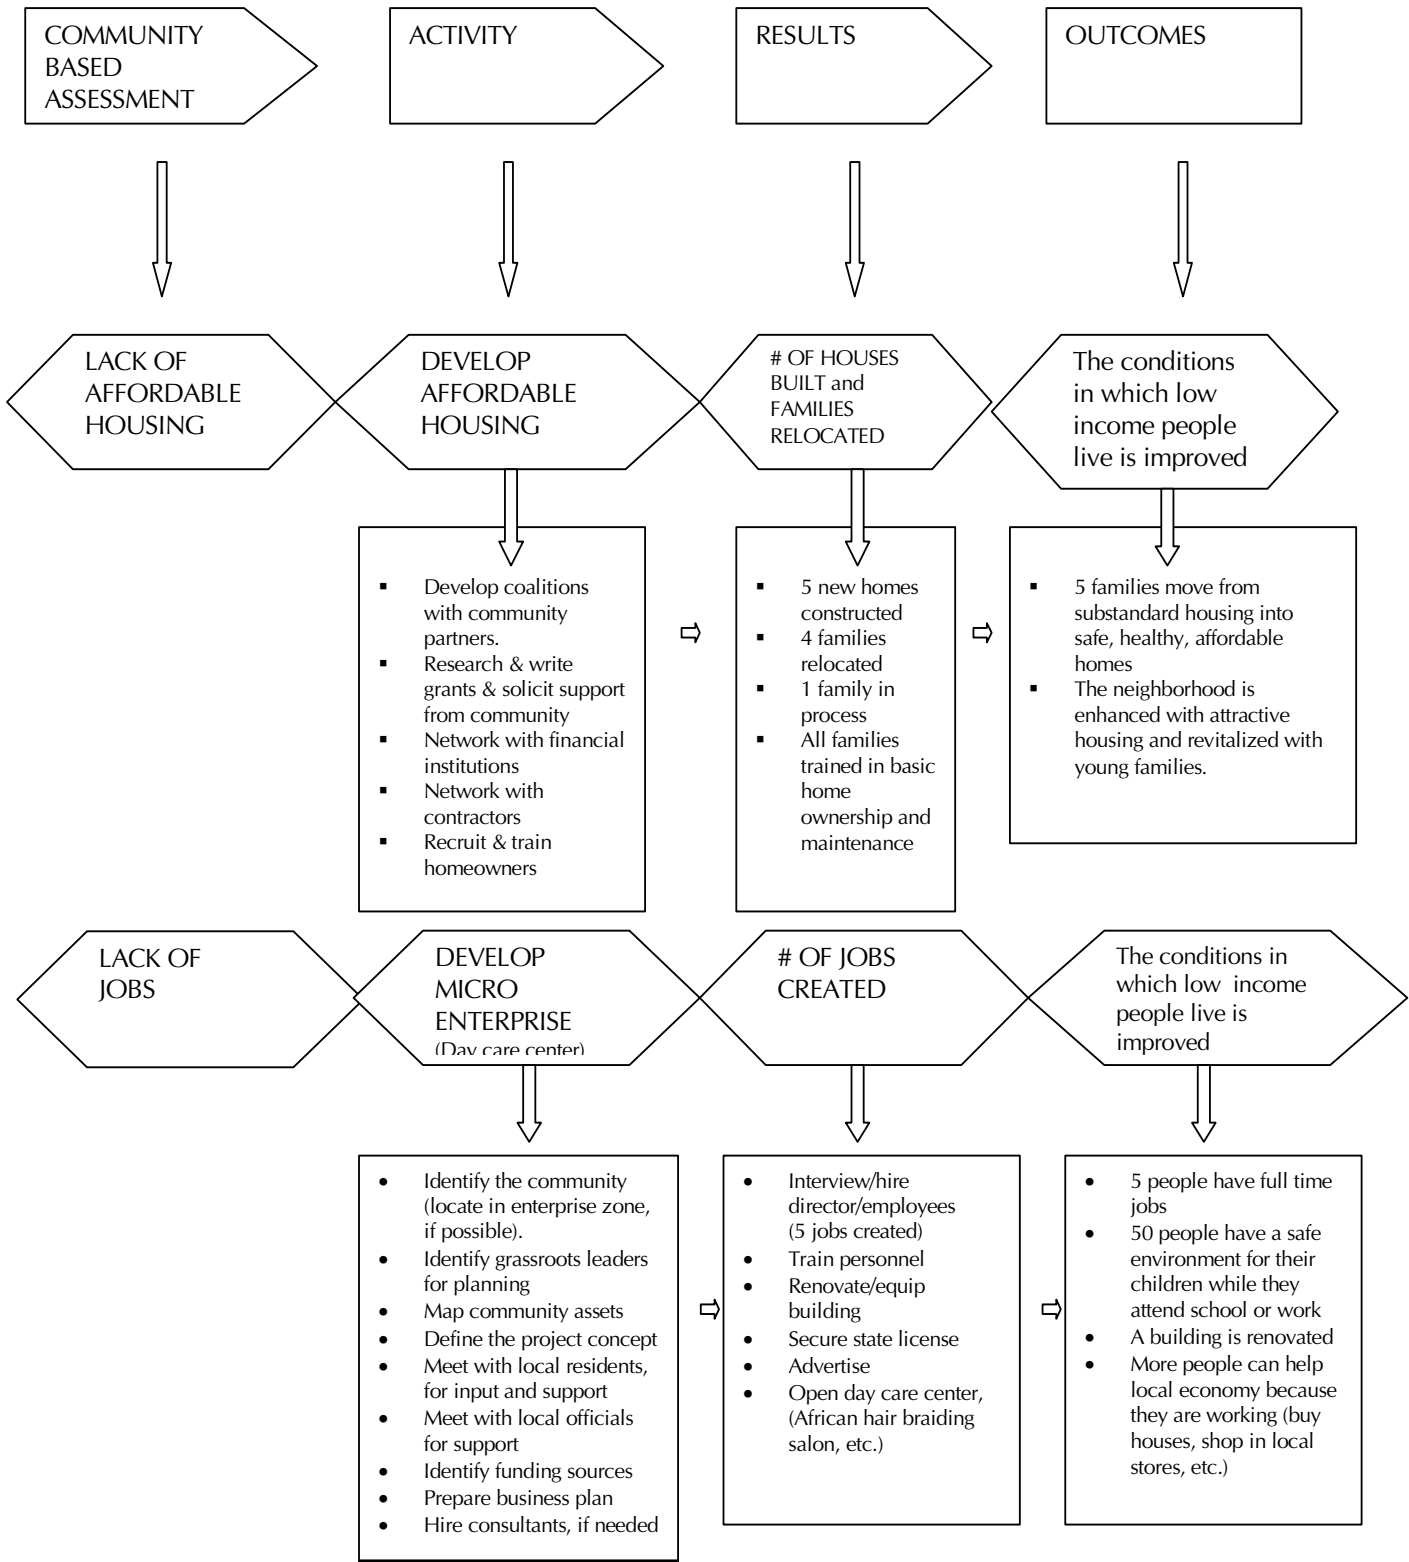 COMMUNITY
BASED
ASSESSMENT
ACTIVITY
RESULTS
OUTCOMES
LACK OF
AFFORDABLE
HOUSING
DEVELOP
AFFORDABLE
HOUSING
# OF HOUSES
BUILT and
FAMILIES
RELOCATED
The conditions
in which low
income people
live is improved
▪ Develop coalitions
with community
partners.
▪ Research & write
grants & solicit support
from community
▪ Network with financial
institutions
▪ Network with
contractors
▪ Recruit & train
homeowners
▪ 5 new homes
constructed
▪ 4 families
relocated
▪ 1 family in
process
▪ All families
trained in basic
home
ownership and
maintenance
▪ 5 families move from
substandard housing into
safe, healthy, affordable
homes
▪ The neighborhood is
enhanced with attractive
housing and revitalized with
young families.
LACK OF
JOBS
DEVELOP
MICRO
ENTERPRISE
(Day care center)
# OF JOBS
CREATED
The conditions in
which low income
people live is
improved
• Identify the community
(locate in enterprise zone,
if possible).
• Identify grassroots leaders
for planning
• Map community assets
• Define the project concept
• Meet with local residents,
for input and support
• Meet with local officials
for support
• Identify funding sources
• Prepare business plan
• Hire consultants, if needed
• Interview/hire
director/employees
(5 jobs created)
• Train personnel
• Renovate/equip
building
• Secure state license
• Advertise
• Open day care center,
(African hair braiding
salon, etc.)
• 5 people have full time
jobs
• 50 people have a safe
environment for their
children while they
attend school or work
• A building is renovated
• More people can help
local economy because
they are working (buy
houses, shop in local
stores, etc.)